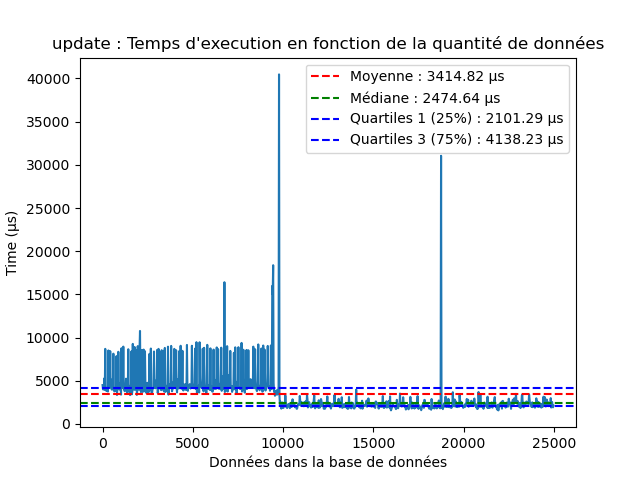 update : Temps d'execution en fonction de la quantité de données
Moyenne : 3414.82 µs
Médiane : 2474.64 µs
Quartiles 1 (25%) : 2101.29 µs
Quartiles 3 (75%) : 4138.23 µs
Time (µs)
40000
35000
30000
25000
20000
15000
10000
5000
0
0 5000 10000 15000 20000 25000
Données dans la base de données